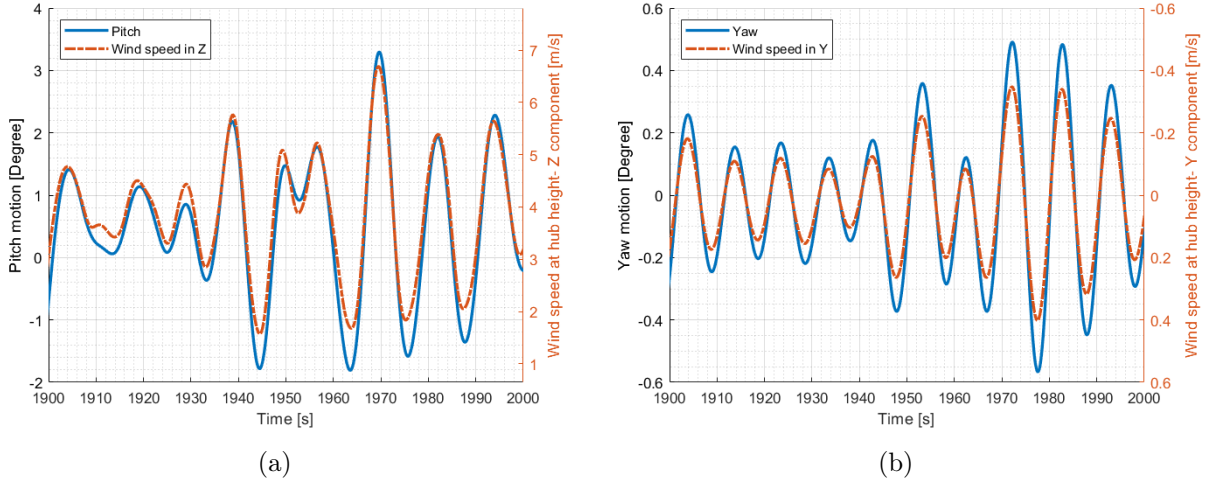 Pitch
Wind speed in Z
Pitch motion [Degree]
4
3
2
1
0
-1
-2
1900 1910 1920 1930 1940 1950 1960 1970 1980 1990 2000
Time [s]
7
6
5
4
3
2
1
Wind speed at hub height- Z component [m/s]
(a)
Yaw
Wind speed in Y
Yaw motion [Degree]
0.6
0.4
0.2
0
-0.2
-0.4
-0.6
1900 1910 1920 1930 1940 1950 1960 1970 1980 1990 2000
Time [s]
-0.6
-0.4
-0.2
0
0.2
0.4
0.6
Wind speed at hub height- Y component [m/s]
(b)